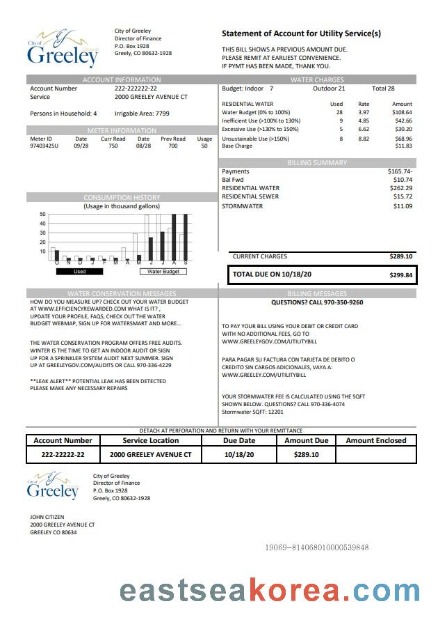 City of
Greeley
City of Greeley
Director of Finance
P.O. Box 1928
Greeley, CO 80632-1928
Statement of Account for Utility Service(s)
THIS BILL SHOWS A PREVIOUS AMOUNT DUE.
PLEASE REMIT AT EARLIEST CONVENIENCE.
IF PYMT HAS BEEN MADE, THANK YOU.
ACCOUNT INFORMATION
Account Number 222-222222-22
Service 2000 GREELEY AVENUE CT
Persons in Household: 4 Irrigable Area: 7799
METER INFORMATION
Meter ID Date Curr Read Date Prev Read Usage
97403425U 09/28 750 08/28 700 50
WATER CHARGES
Budget: Indoor 7 Outdoor 21 Total 28
RESIDENTIAL WATER Used Rate Amount
Water Budget (0% to 100%) 28 3.97 $108.64
Inefficient Use (>100% to 130%) 9 4.85 $42.66
Excessive Use (>130% to 150%) 5 6.62 $30.20
Unsustainable Use (>150%) 8 8.82 $68.96
Base Charge $11.83
BILLING SUMMARY
Payments $165.74-
Bal Fwd $10.74
RESIDENTIAL WATER $262.29
RESIDENTIAL SEWER $15.72
STORMWATER $11.09
CURRENT CHARGES $289.10
TOTAL DUE ON 10/18/20 $299.84
CONSUMPTION HISTORY
(Usage in thousand gallons)
50
40
30
20
10
O N D J F M A M J J A S
Used
Water Budget
WATER CONSERVATION MESSAGES
HOW DO YOU MEASURE UP? CHECK OUT YOUR WATER BUDGET
AT WWW.EFFICIENCYREWARDED.COM WHAT IS IT?,
UPDATE YOUR PROFILE, FAQS, CHECK OUT THE WATER
BUDGET WEBMAP, SIGN UP FOR WATERSMART AND MORE...
THE WATER CONSERVATION PROGRAM OFFERS FREE AUDITS.
WINTER IS THE TIME TO GET AN INDOOR AUDIT OR SIGN
UP FOR A SPRINKLER SYSTEM AUDIT NEXT SUMMER. SIGN
UP AT GREELEYGOV.COM/AUDITS OR CALL 970-336-4229
**LEAK ALERT** POTENTIAL LEAK HAS BEEN DETECTED
PLEASE MAKE ANY NECESSARY REPAIRS
BILLING MESSAGES
QUESTIONS? CALL 970-350-9260
TO PAY YOUR BILL USING YOUR DEBIT OR CREDIT CARD
WITH NO ADDITIONAL FEES, GO TO
WWW.GREELEYGOV.COM/UTILITYBILL
PARA PAGAR SU FACTURA CON TARJETA DE DEBITO O
CREDITO SIN CARGOS ADICIONALES, VAYA A:
WWW.GREELEY.COM/UTILITYBILL
YOUR STORMWATER FEE IS CALCULATED USING THE SQFT
SHOWN BELOW. QUESTIONS? CALL 970-336-4074
Stormwater SQFT: 12201
DETACH AT PERFORATION AND RETURN WITH YOUR REMITTANCE
Account Number Service Location Due Date Amount Due Amount Enclosed
222-22222-22 2000 GREELEY AVENUE CT 10/18/20 $289.10
City of
Greeley
City of Greeley
Director of Finance
P.O. Box 1928
Greely, CO 80632-1928
JOHN CITIZEN
2000 GREELEY AVENUE CT
GREELEY CO 80634
19069-814068010000539848
eastseakorea.com